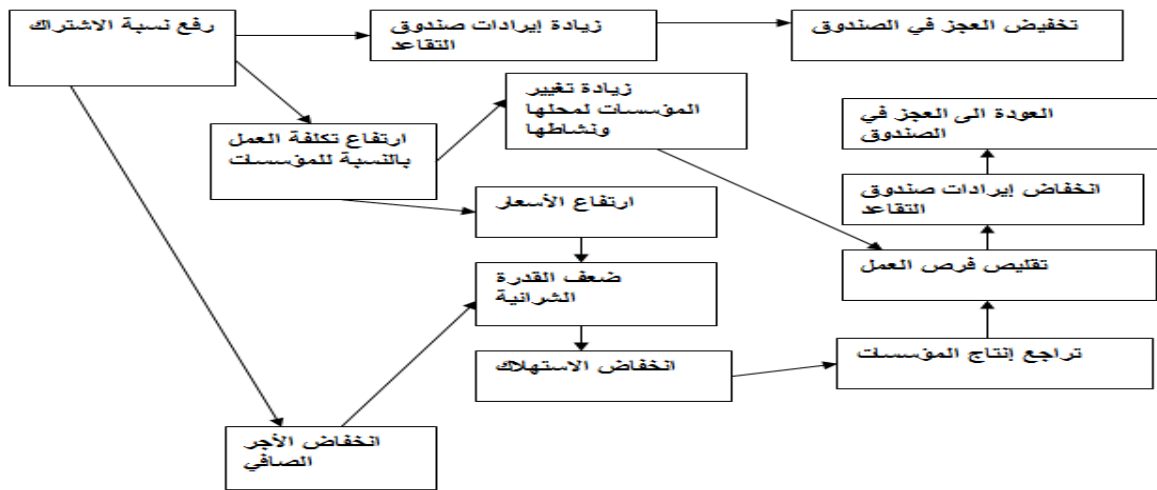 رفع نسبة الاشتراك
زيادة إيرادات صندوق
التقاعد
تخفيض العجز في الصندوق
زيادة تغيير
المؤسسات لمحلها
ونشاطها
العودة الى العجز في
الصندوق
ارتفاع تكلفة العمل
بالنسبة للمؤسسات
انخفاض إيرادات صندوق
التقاعد
ارتفاع الأسعار
تقليص فرص العمل
ضعف القدرة
الشرائية
تراجع إنتاج المؤسسات
انخفاض الاستهلاك
انخفاض الأجر
الصافي